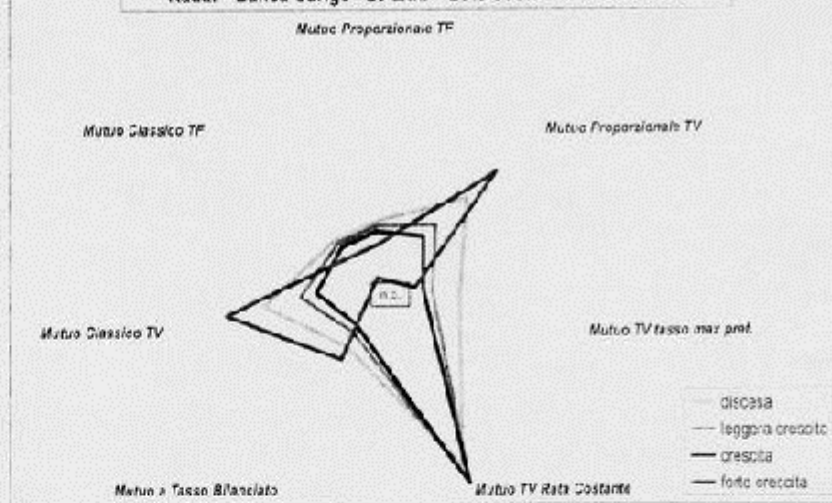 Mutuo Proporzionale TF
Mutuo Classico TF
Mutuo Proporzionale TV
Mutuo Classico TV
Mutuo TV tasso max pref.
discesa
leggera crescita
crescita
forte crescita
Mutuo a Tasso Bilanciato
Mutuo TV Rata Costante